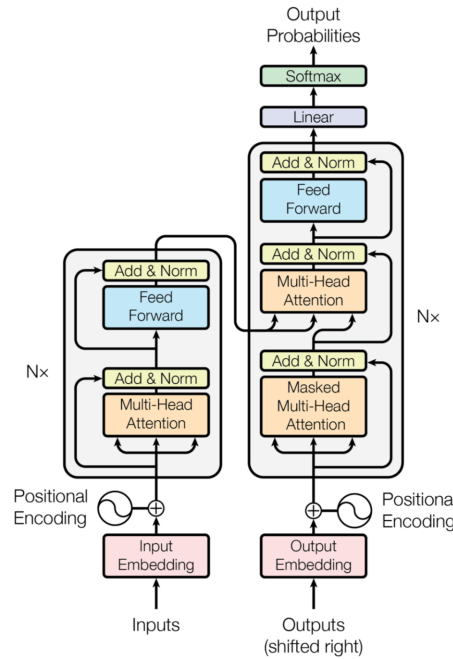 Output
Probabilities
Softmax
Linear
Add & Norm
Feed
Forward
Add & Norm
Multi-Head
Attention
Add & Norm
Masked
Multi-Head
Attention
Nx
Add & Norm
Feed
Forward
Add & Norm
Multi-Head
Attention
Nx
Positional
Encoding
Positional
Encoding
Input
Embedding
Output
Embedding
Inputs
Outputs
(shifted right)